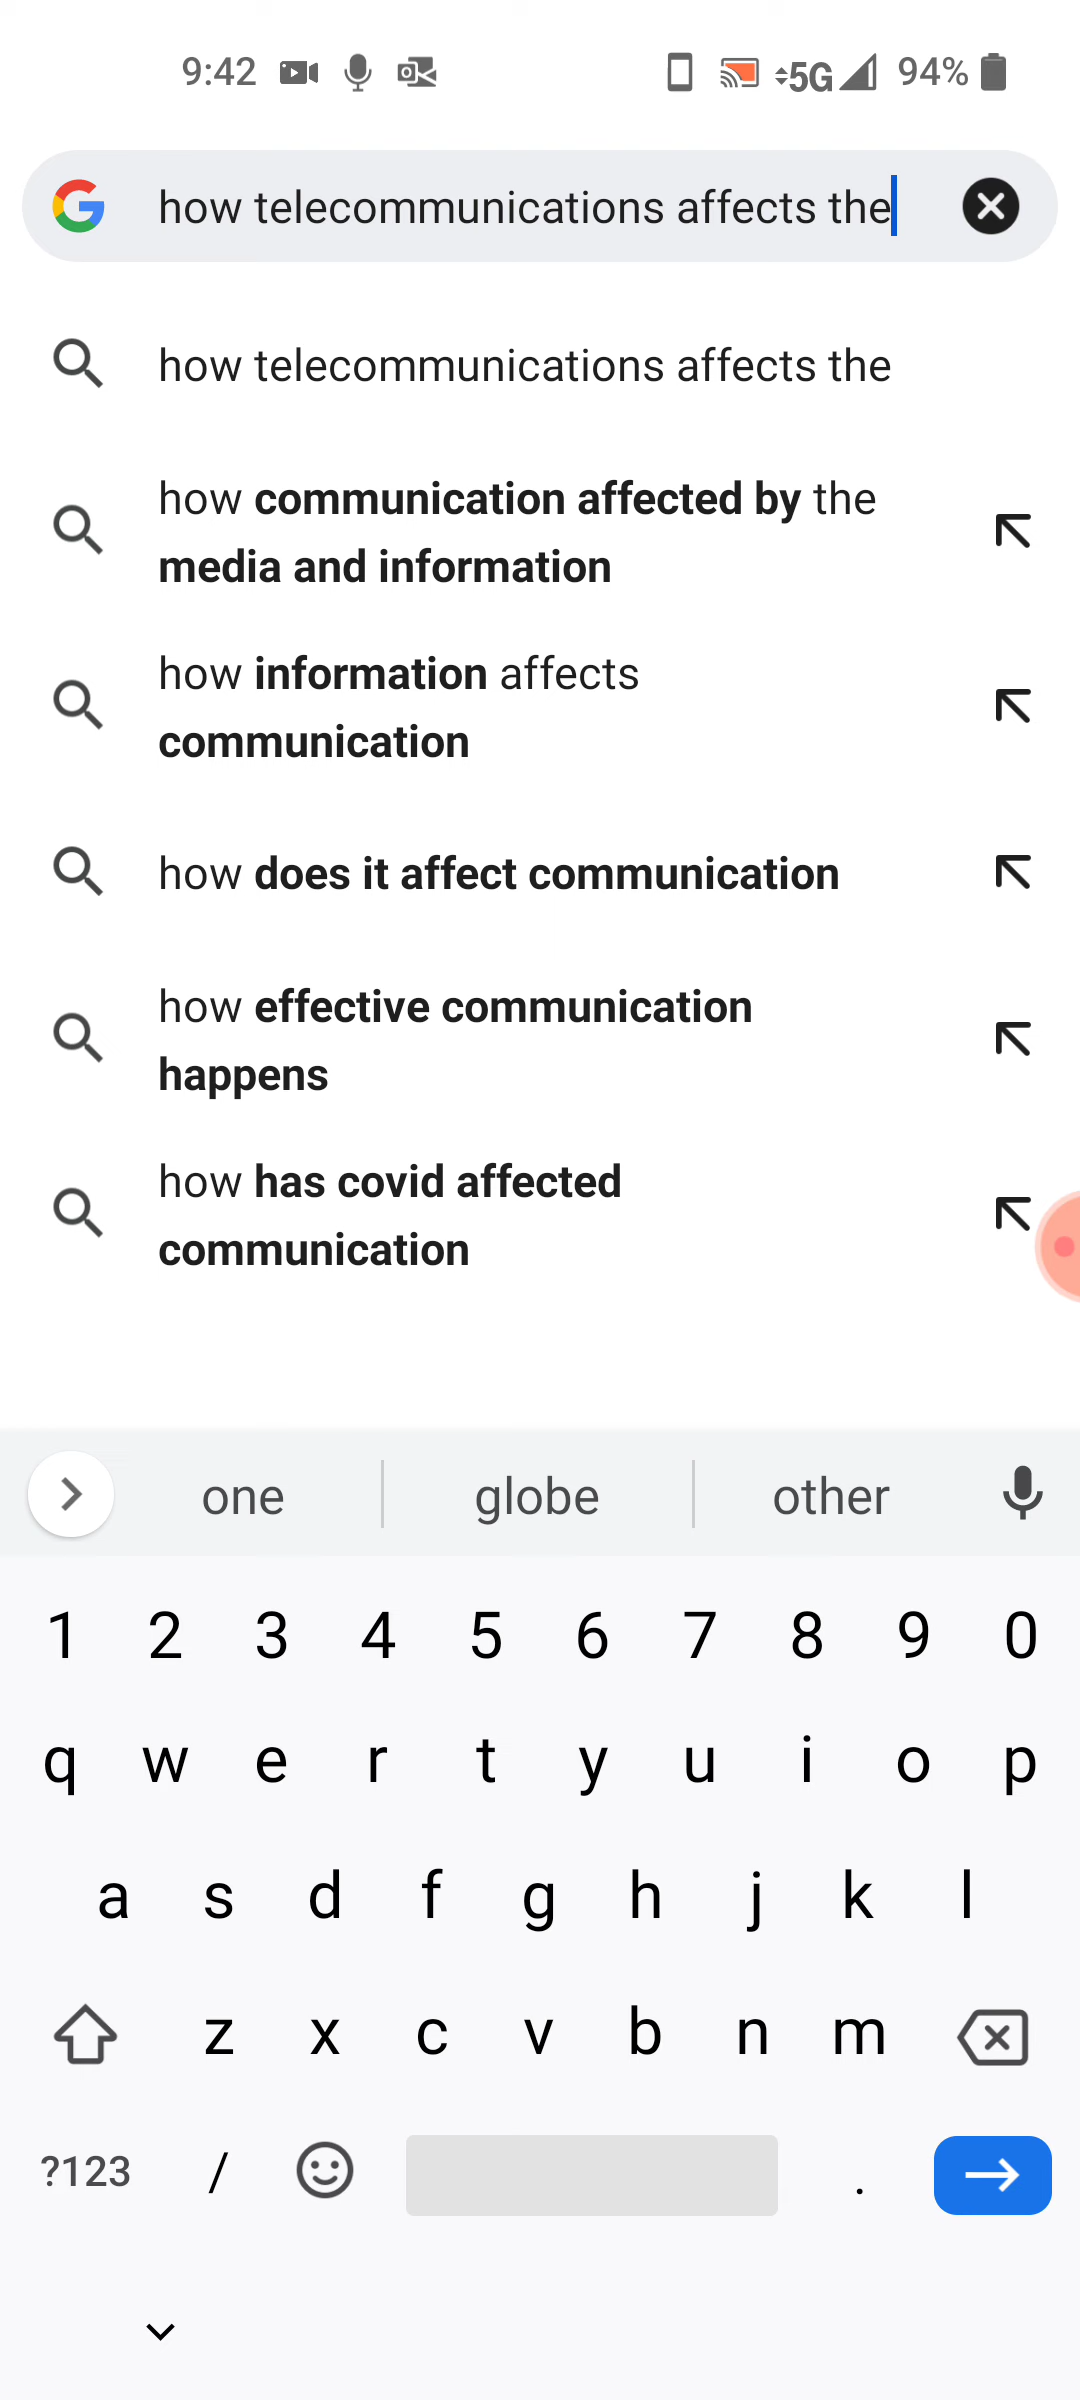 9:42 5G 94%
how telecommunications affects the
how telecommunications affects the
how communication affected by the
media and information
how information affects
communication
how does it affect communication
how effective communication
happens
how has covid affected
communication
one globe other
1 2 3 4 5 6 7 8 9 0
q w e r t y u i o p
a s d f g h j k l
z x c v b n m
?123 / .